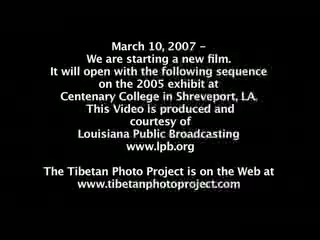 March 10, 2007 -
We are starting a new film.
It will open with the following sequence
on the 2005 exhibit at
Centenary College in Shreveport, LA.
This Video is produced and
courtesy of
Louisiana Public Broadcasting
www.lpb.org
The Tibetan Photo Project is on the Web at
www.tibetanphotoproject.com